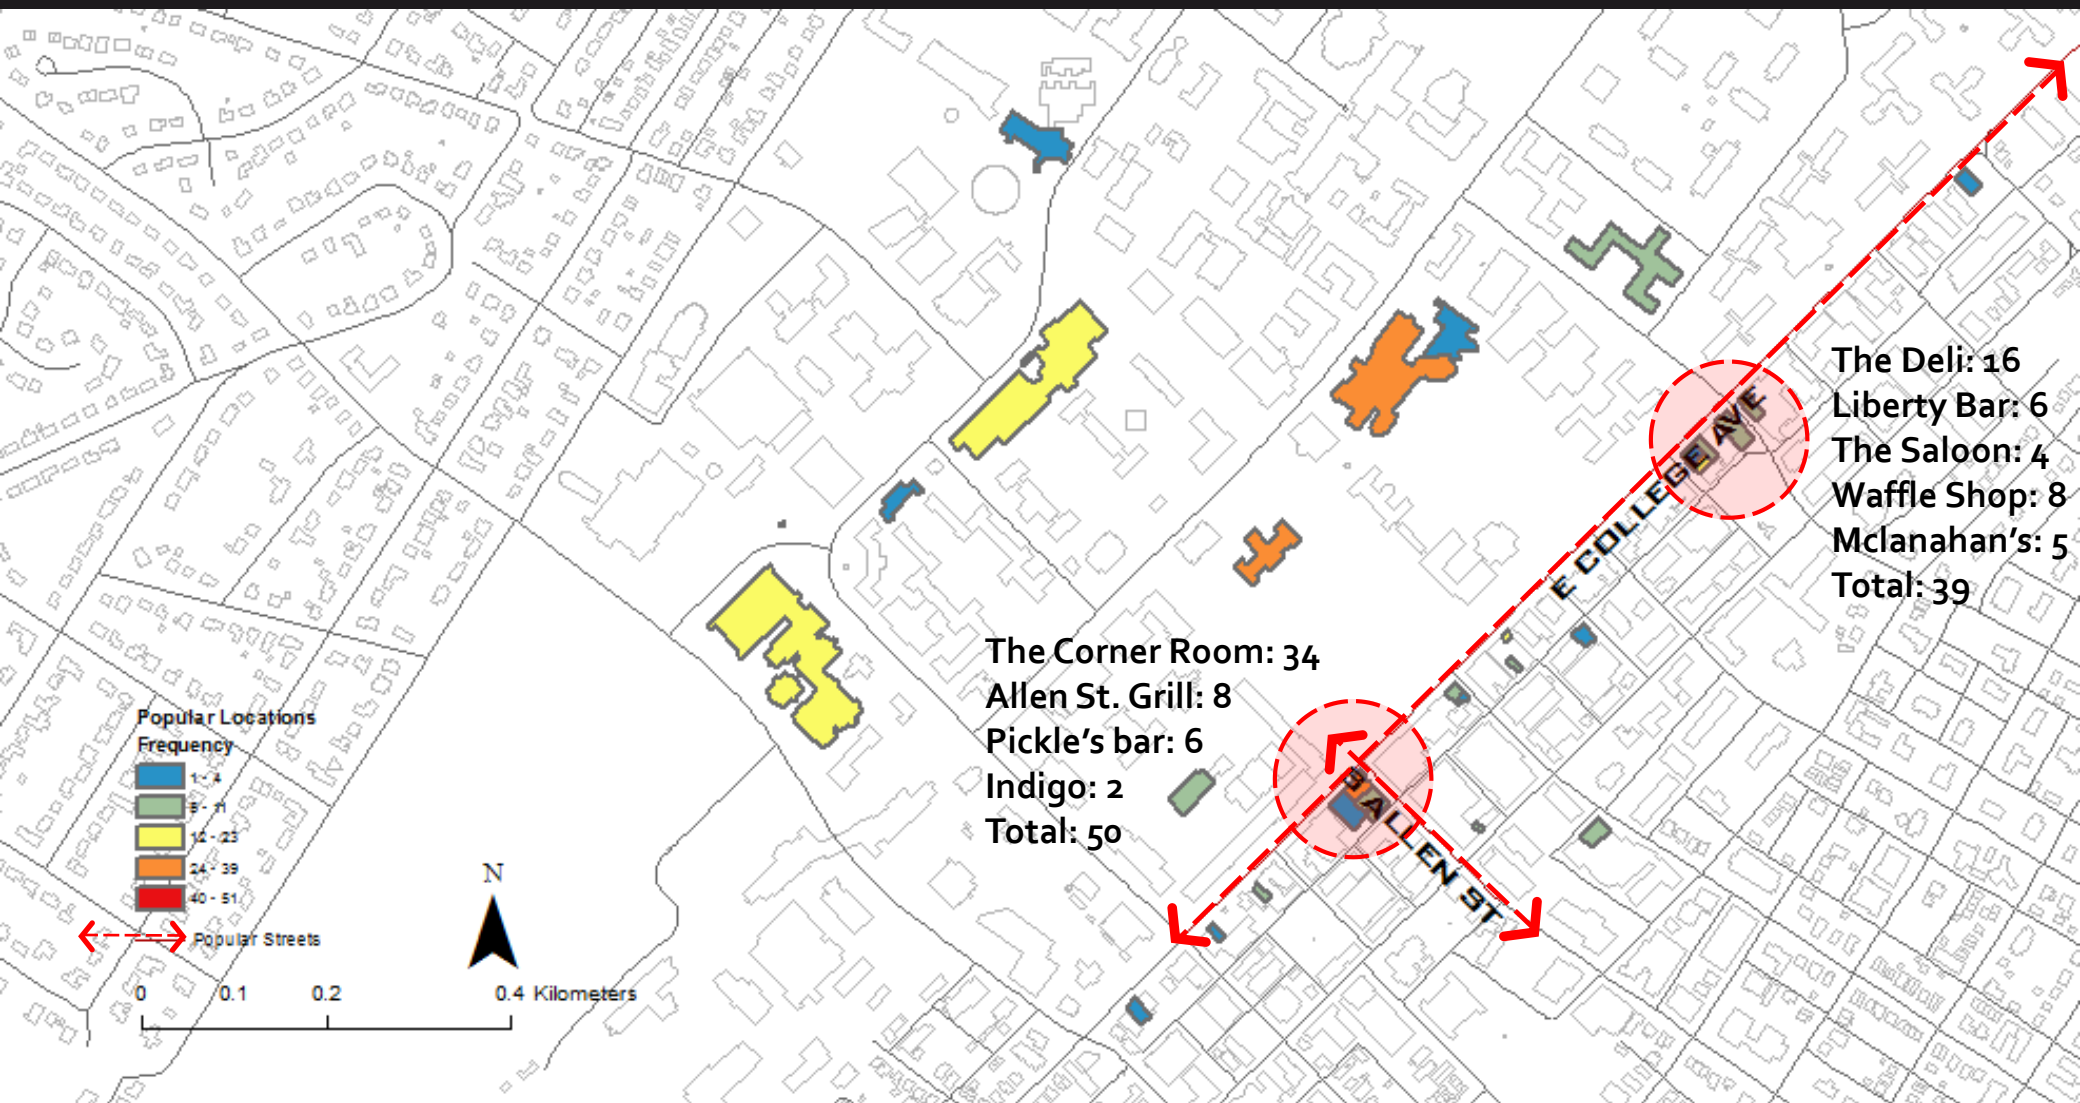 The Deli: 16
Liberty Bar: 6
The Saloon: 4
Waffle Shop: 8
Mclanahan's: 5
Total: 39
E COLLEGE AVE
The Corner Room: 34
Allen St. Grill: 8
Pickle's bar: 6
Indigo: 2
Total: 50
S ALLEN ST
Popular Locations
Frequency
1 - 4
5 - 11
12 - 23
24 - 39
40 - 51
Popular Streets
N
0 0.1 0.2 0.4 Kilometers